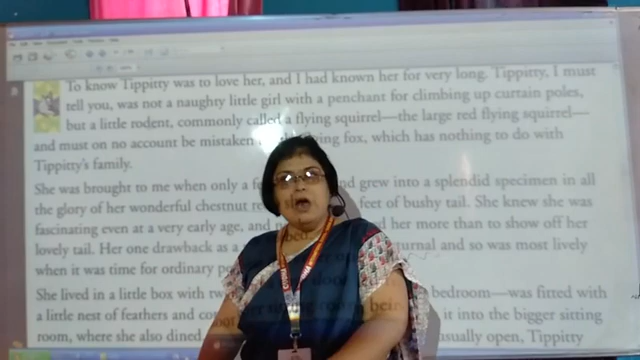 To know Tippitty was to love her, and I had known her for very long. Tippitty, I must
tell you, was not a naughty little girl with a penchant for climbing up curtain poles,
but a little rodent, commonly called a flying squirrel—the large red flying squirrel—
and must on no account be mistaken fox, which has nothing to do with
Tippitty's family.
She was brought to me when only a and grew into a splendid specimen in all
the glory of her wonderful chestnut feet of bushy tail. She knew she was
fascinating even at a very early age, and her more than to show off her
lovely tail. Her one drawback as a and so was most lively
when it was time for ordinary
She lived in a little box with bedroom—was fitted with
a little nest of feathers and it into the bigger sitting
room, where she also dined usually open, Tippitty